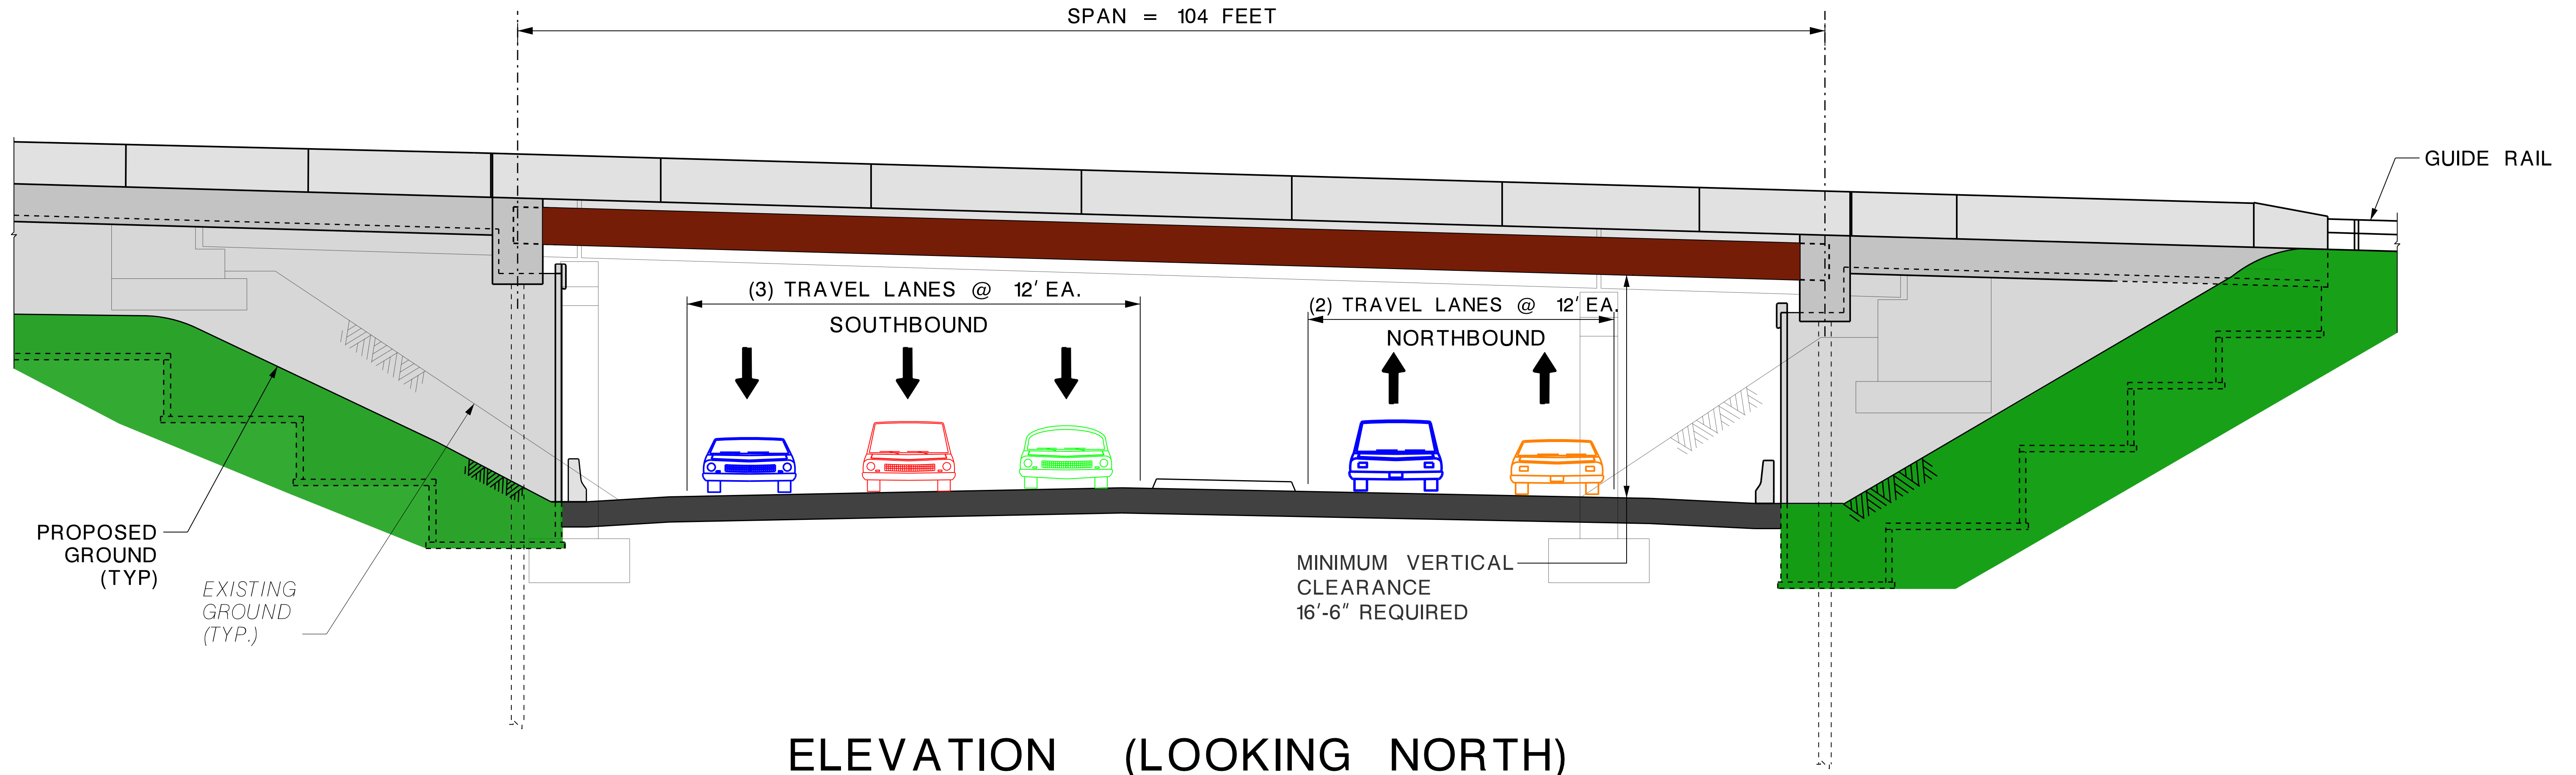 SPAN = 104 FEET
GUIDE RAIL
(3) TRAVEL LANES @ 12' EA.
SOUTHBOUND
(2) TRAVEL LANES @ 12' EA.
NORTHBOUND
PROPOSED
GROUND
(TYP)
EXISTING
GROUND
(TYP.)
MINIMUM VERTICAL
CLEARANCE
16'-6" REQUIRED
ELEVATION (LOOKING NORTH)